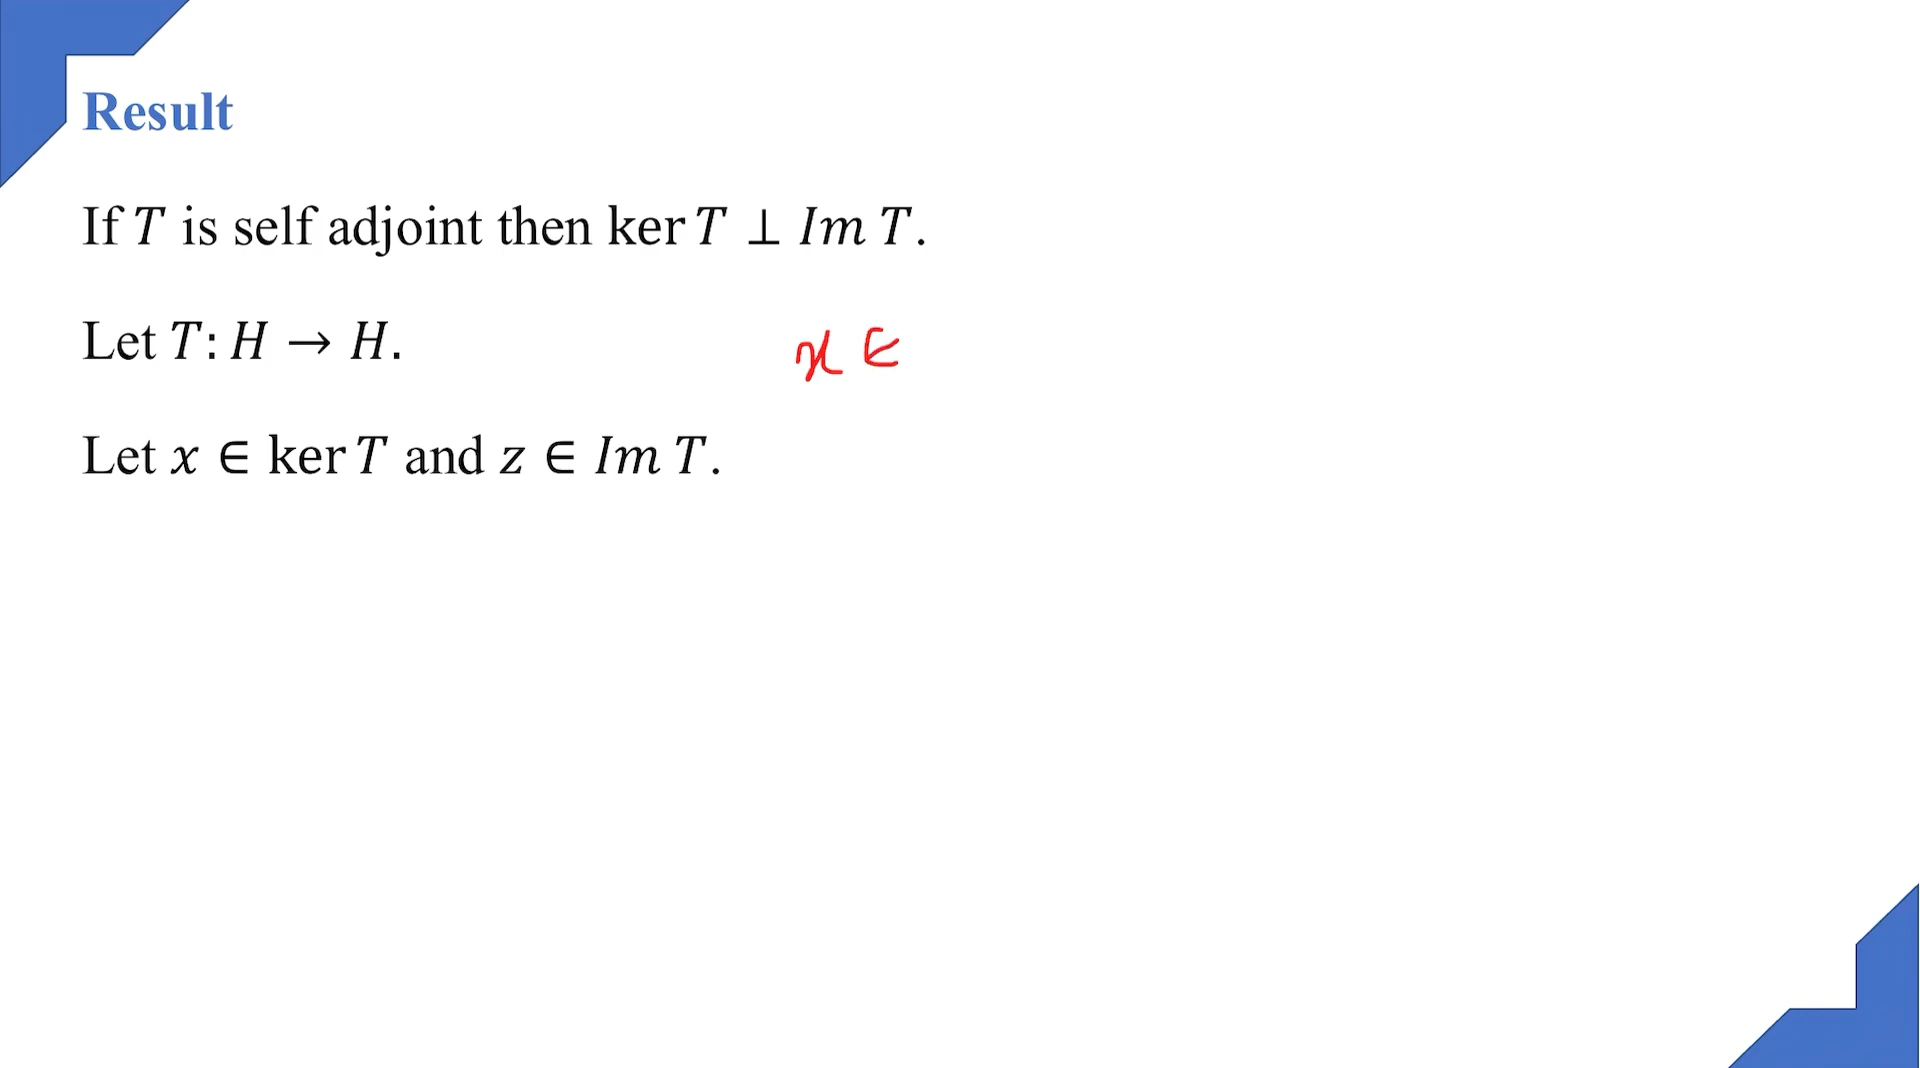 Result
If 𝑇 is self adjoint then ker 𝑇 ⊥ 𝐼𝑚 𝑇.
Let 𝑇: 𝐻 → 𝐻.
x ∈
Let 𝑥 ∈ ker 𝑇 and 𝑧 ∈ 𝐼𝑚 𝑇.